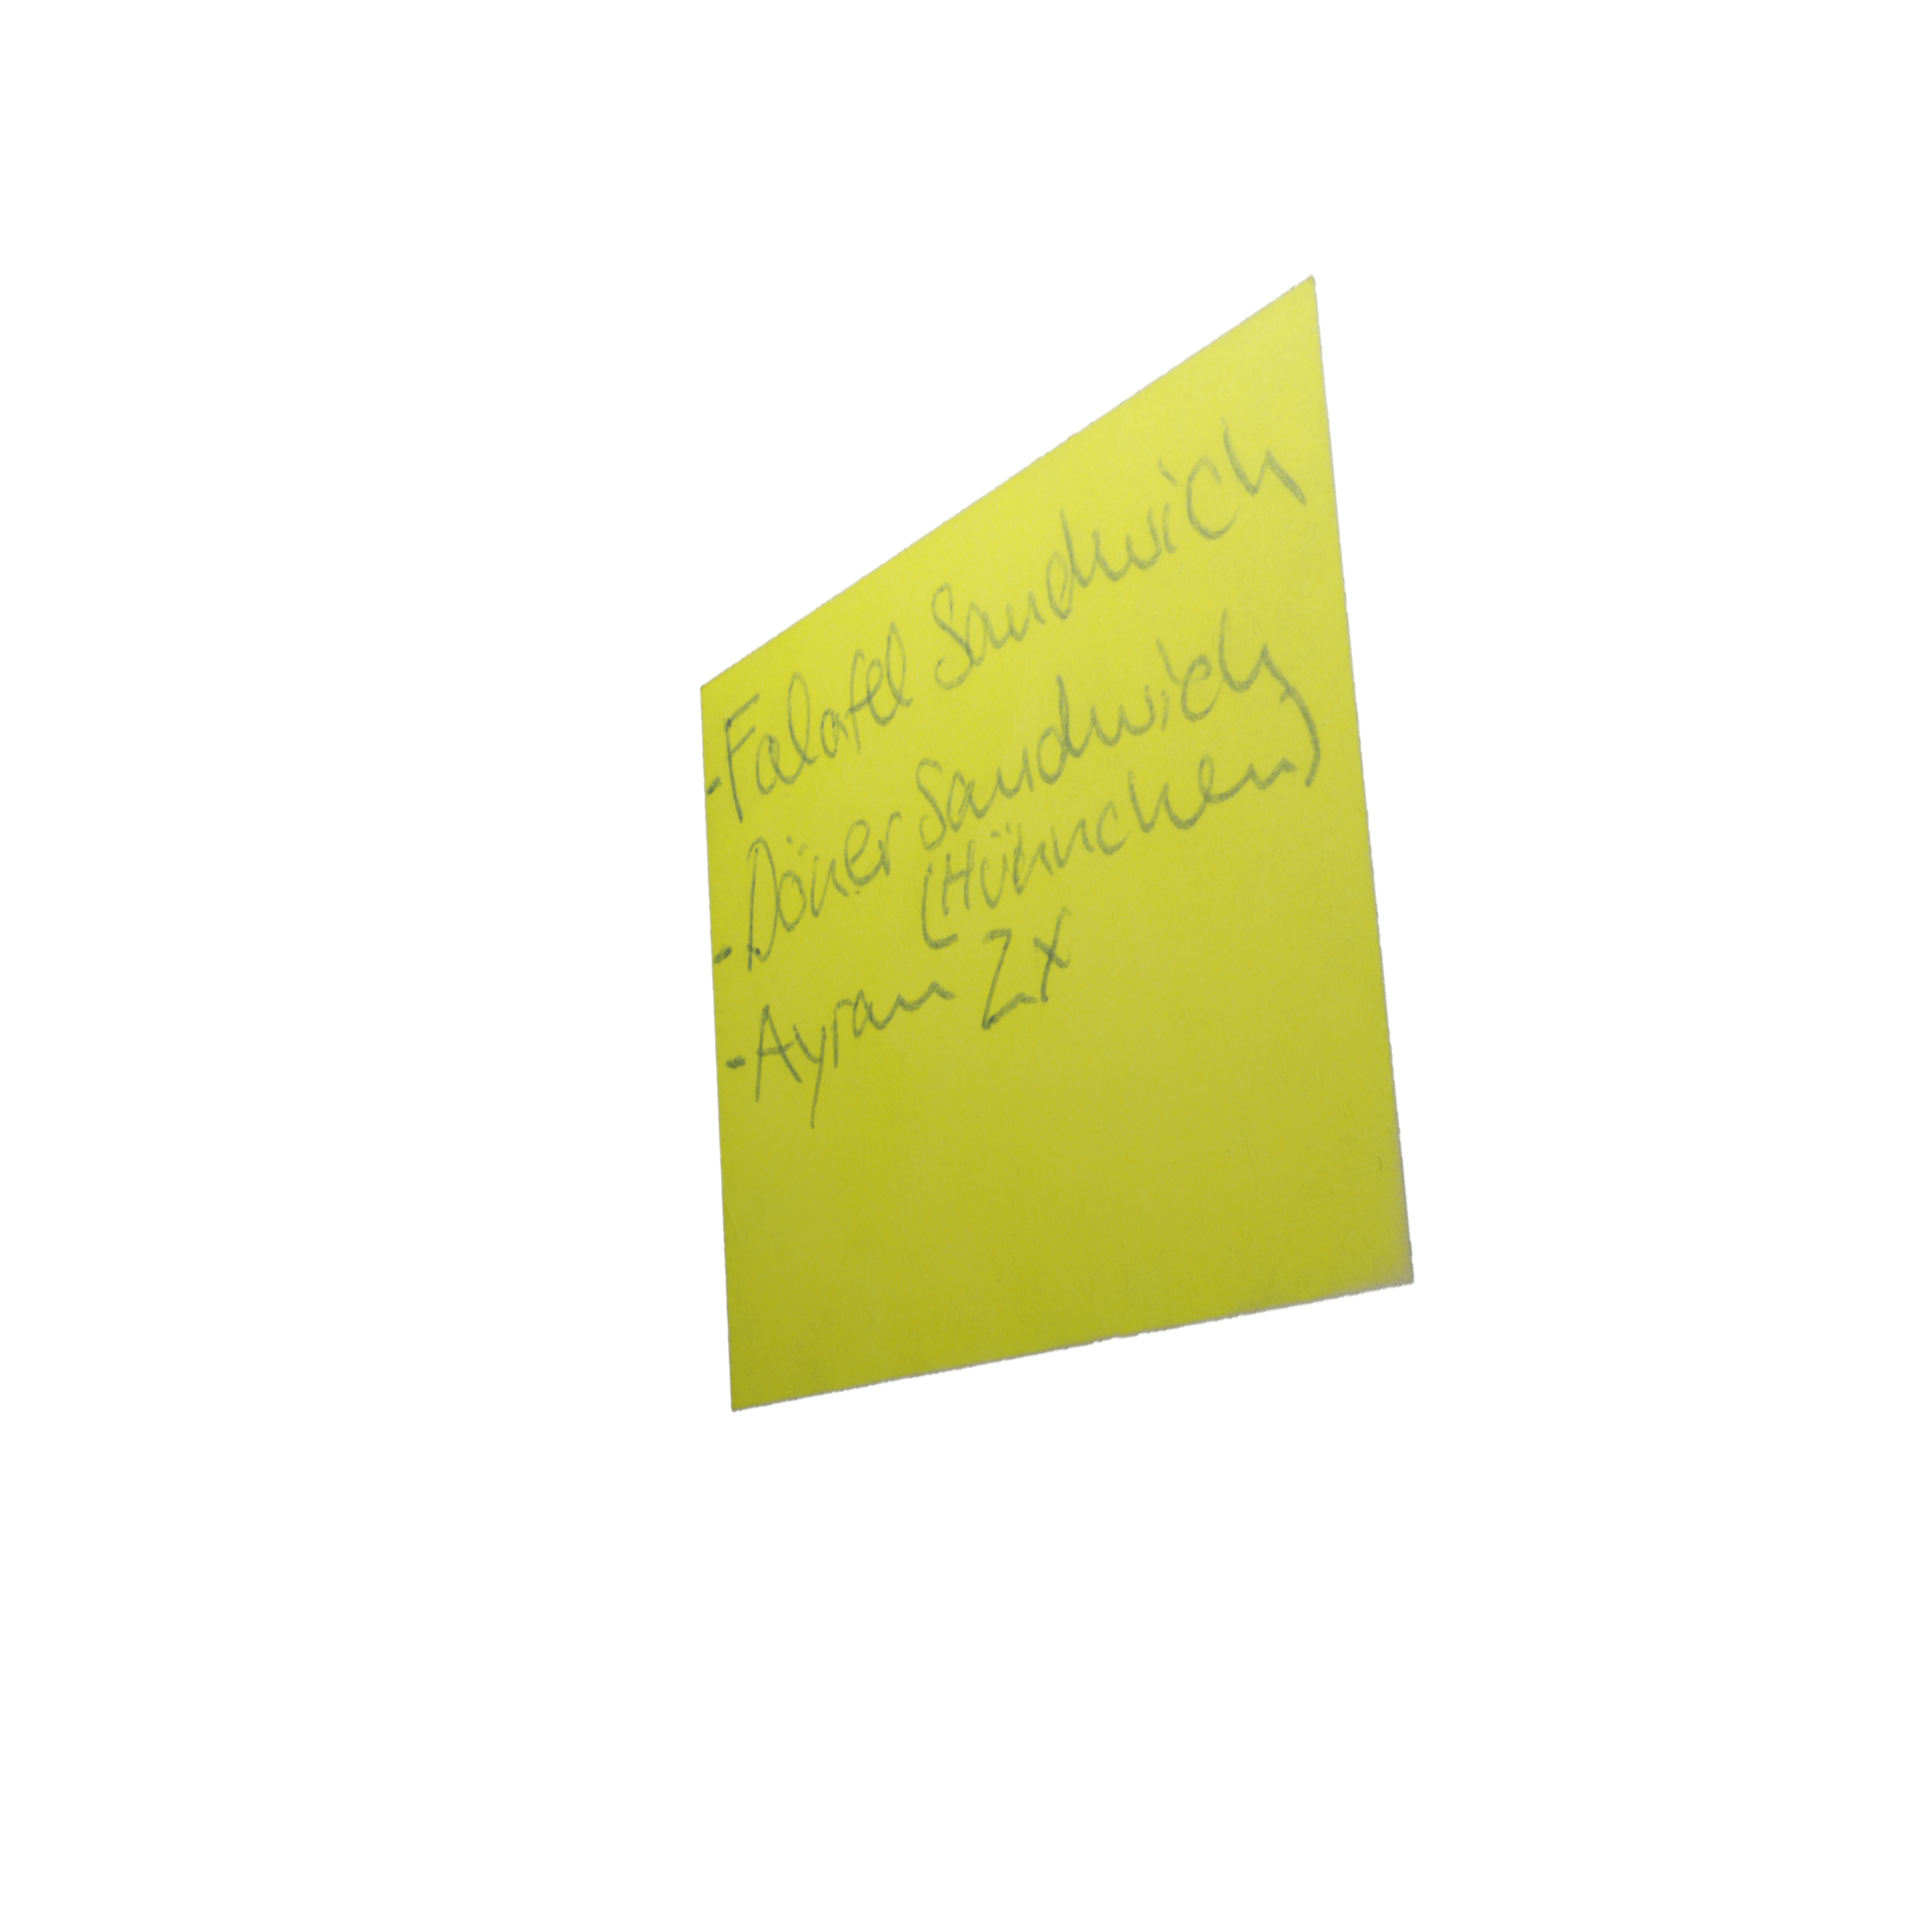 - Falafel Sandwich
- Döner Sandwich
(Hühnchen)
- Ayran 2x